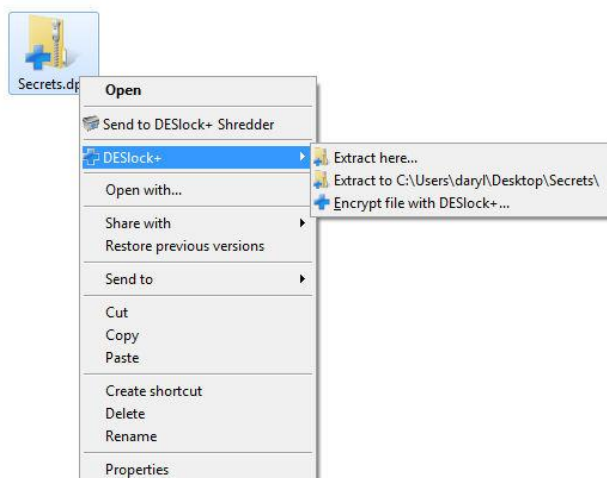 Secrets.dp
Open
Send to DESlock+ Shredder
DESlock+
Extract here...
Extract to C:\Users\daryl\Desktop\Secrets\
Encrypt file with DESlock+...
Open with...
Share with
Restore previous versions
Send to
Cut
Copy
Paste
Create shortcut
Delete
Rename
Properties